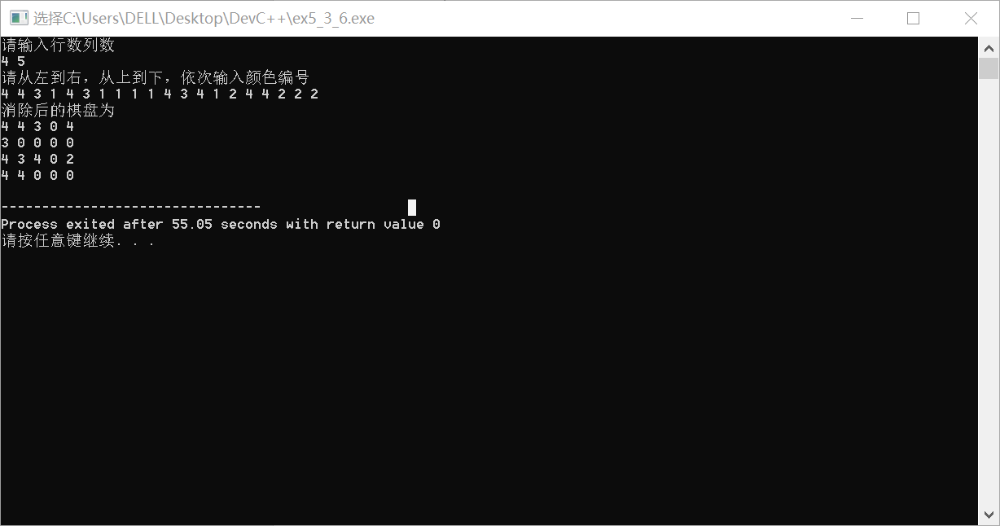 选择C:\Users\DELL\Desktop\DevC++\ex5_3_6.exe
请输入行数列数
4 5
请从左到右，从上到下，依次输入颜色编号
4 4 3 1 4 3 1 1 1 1 4 3 4 1 2 4 4 2 2 2
消除后的棋盘为
4 4 3 0 4
3 0 0 0 0
4 3 4 0 2
4 4 0 0 0
--------------------------------
Process exited after 55.05 seconds with return value 0
请按任意键继续. . .